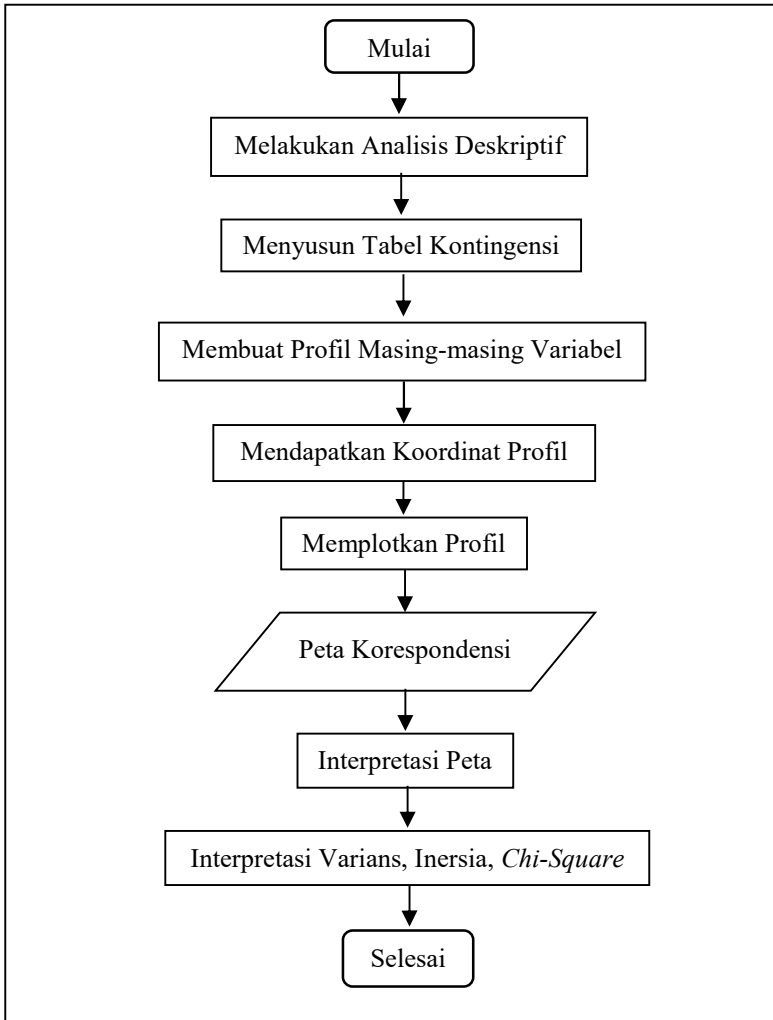 Mulai
Melakukan Analisis Deskriptif
Menyusun Tabel Kontingensi
Membuat Profil Masing-masing Variabel
Mendapatkan Koordinat Profil
Memplotkan Profil
Peta Korespondensi
Interpretasi Peta
Interpretasi Varians, Inersia, Chi-Square
Selesai